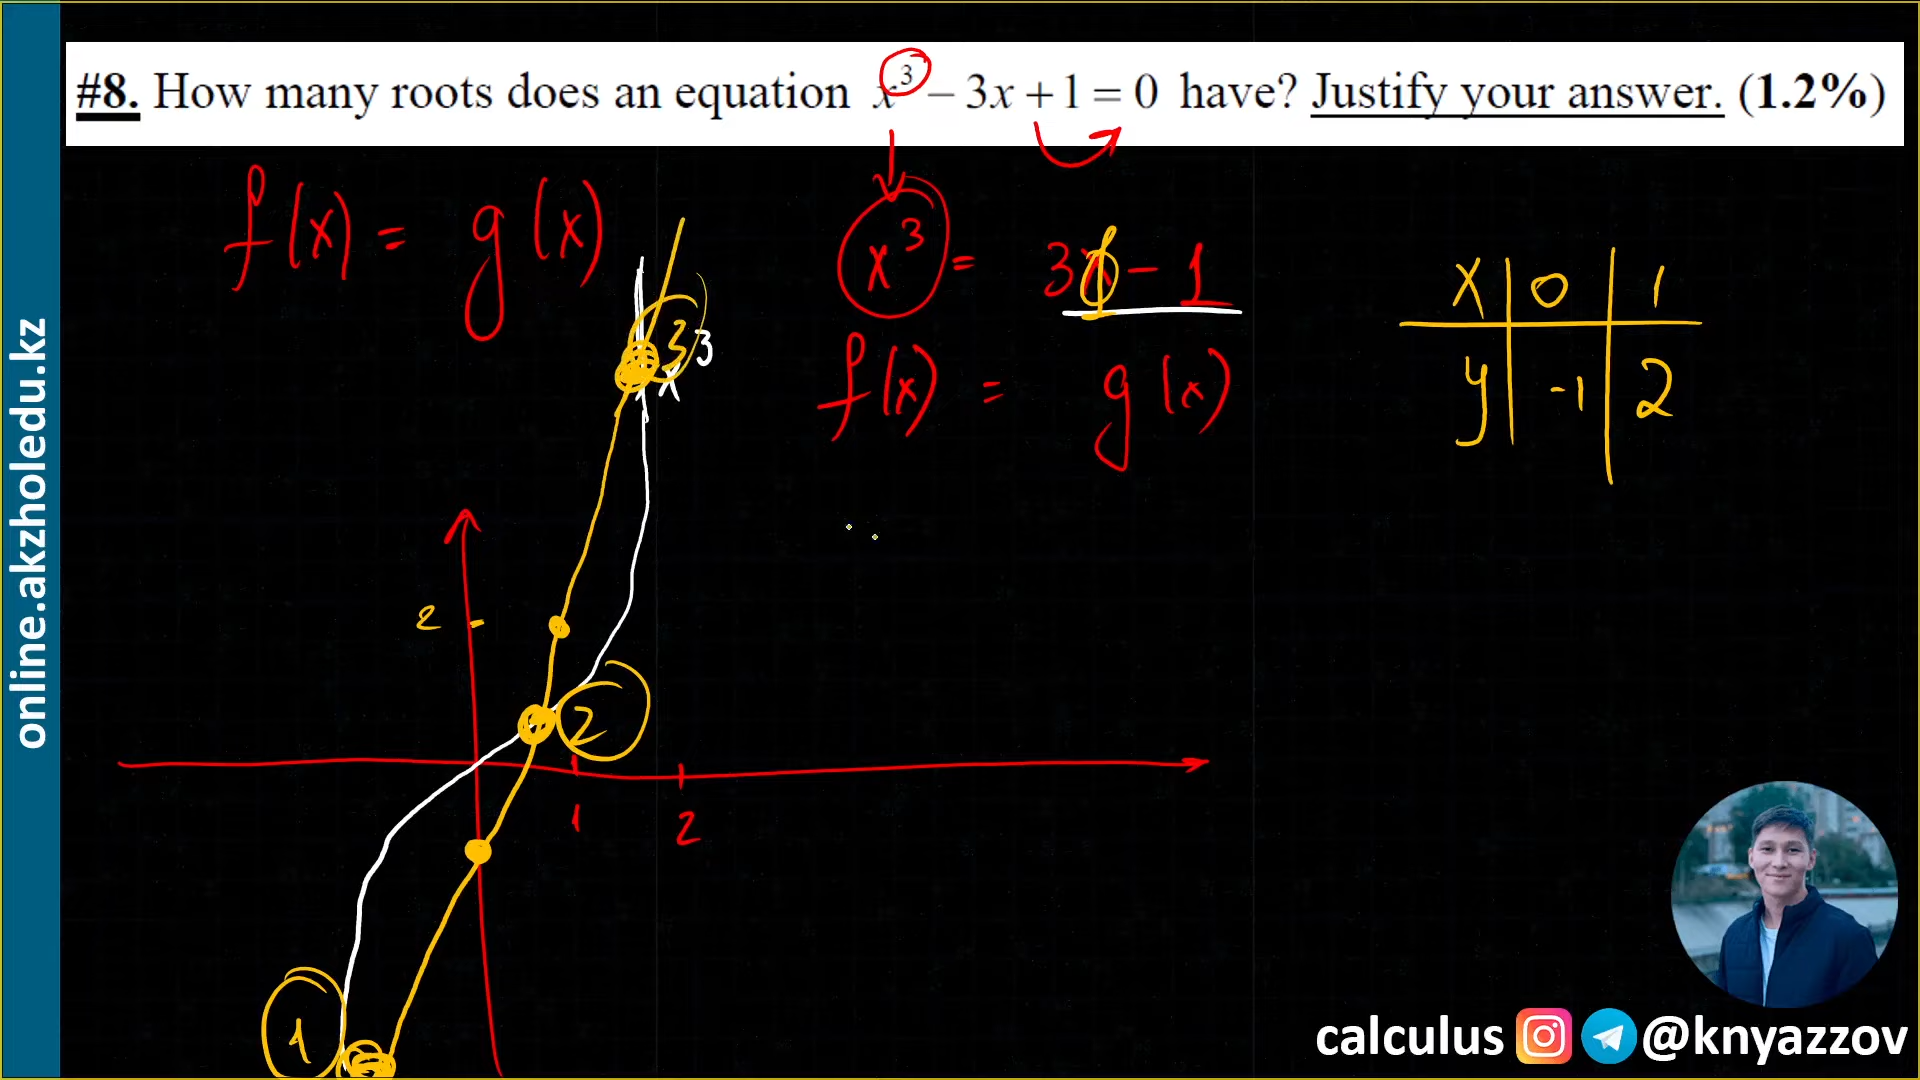 #8. How many roots does an equation x³ − 3x + 1 = 0 have? Justify your answer. (1.2%)
f(x) = g(x)
x³ = 3x − 1
f(x) = g(x)
x 0 1
y -1 2
3
x³
2
2
1 2
1
online.akzholedu.kz
calculus @knyazzov